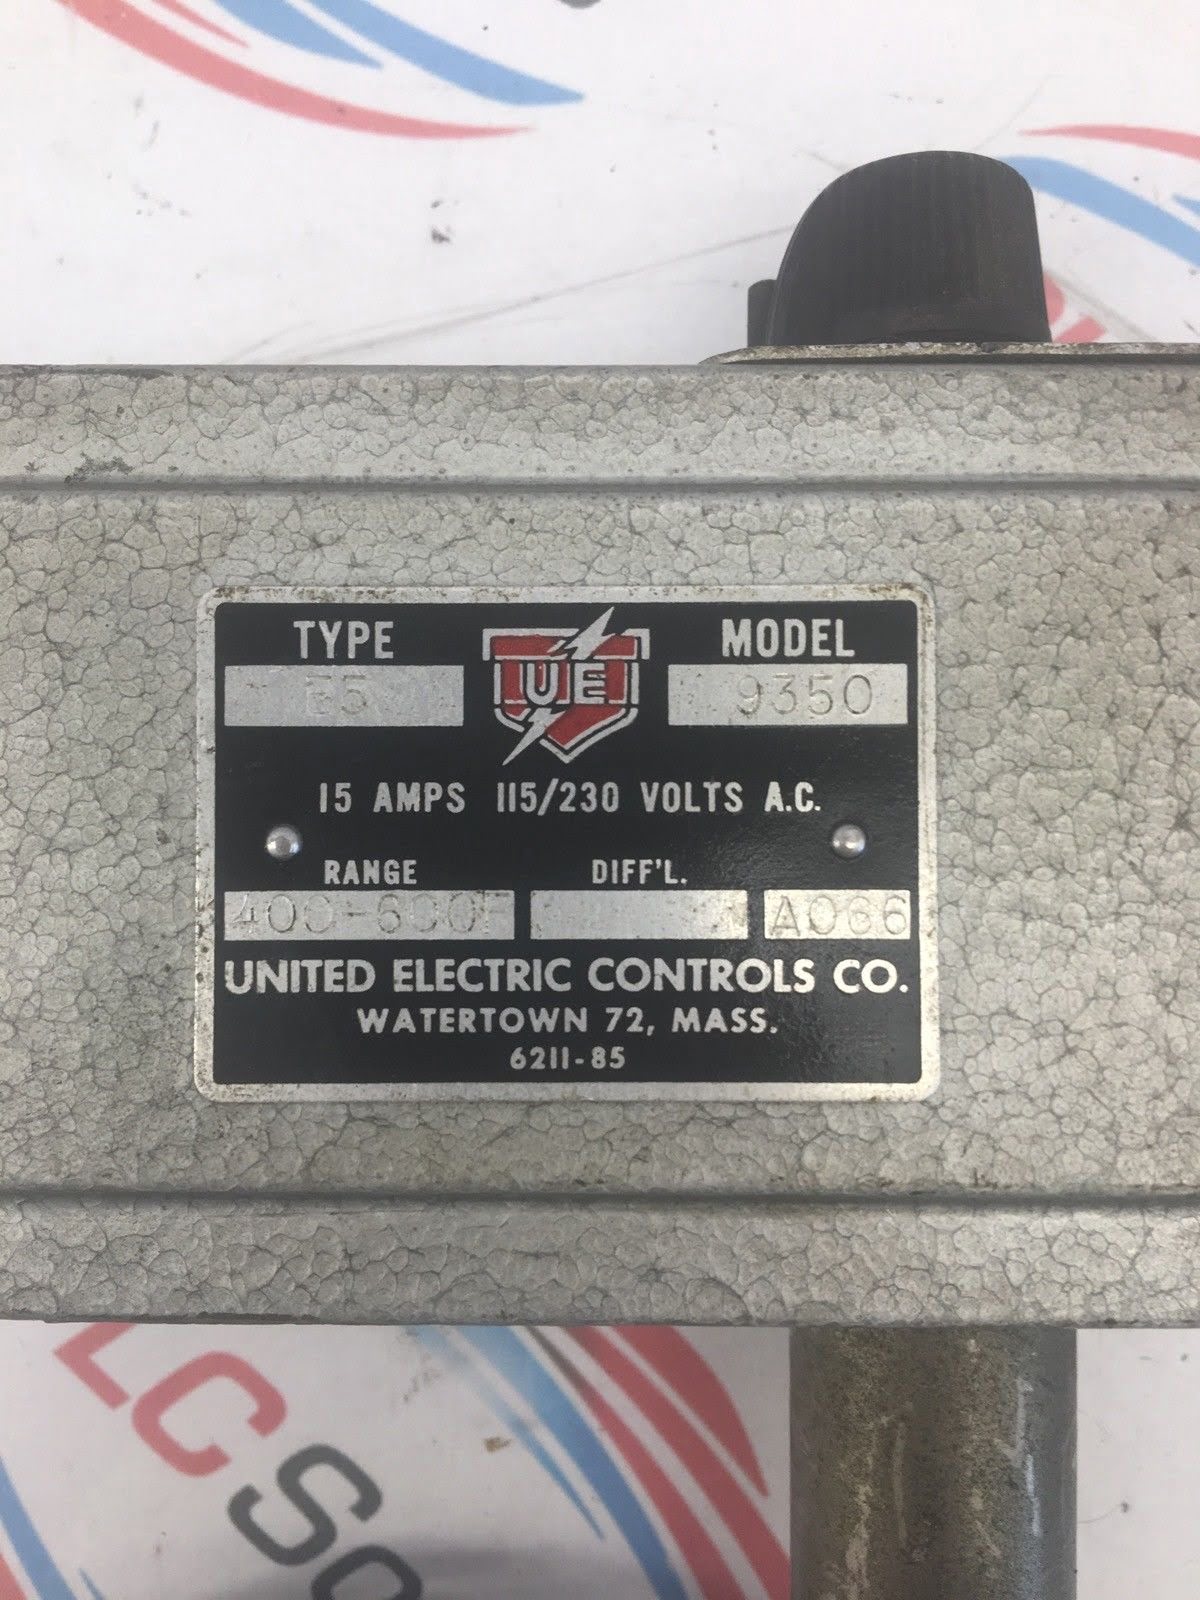 TYPE
E5
UE
MODEL
9350
15 AMPS 115/230 VOLTS A.C.
RANGE
DIFF'L.
400-600F
A066
UNITED ELECTRIC CONTROLS CO.
WATERTOWN 72, MASS.
6211-85
LC